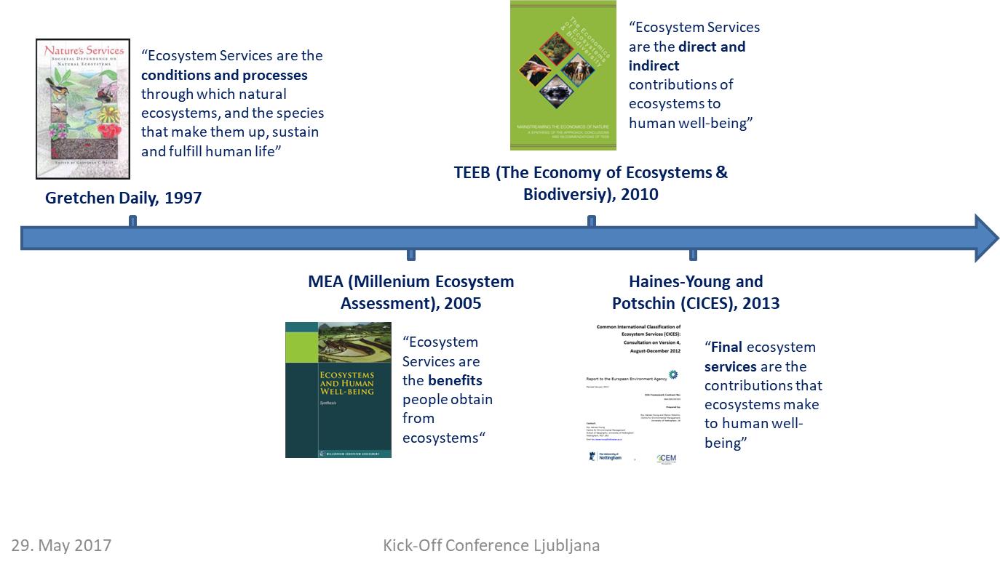 Nature's Services
Societal Dependence on
Natural Ecosystems
Edited by Gretchen C. Daily
“Ecosystem Services are the
conditions and processes
through which natural
ecosystems, and the species
that make them up, sustain
and fulfill human life”
Gretchen Daily, 1997
The Economics
of Ecosystems
& Biodiversity
MAINSTREAMING THE ECONOMICS OF NATURE
A SYNTHESIS OF THE APPROACH, CONCLUSIONS
AND RECOMMENDATIONS OF TEEB
“Ecosystem Services
are the direct and
indirect
contributions of
ecosystems to
human well-being”
TEEB (The Economy of Ecosystems &
Biodiversiy), 2010
MEA (Millenium Ecosystem
Assessment), 2005
Ecosystems
and Human
Well-being
Synthesis
MILLENNIUM ECOSYSTEM ASSESSMENT
“Ecosystem
Services are
the benefits
people obtain
from
ecosystems“
Haines-Young and
Potschin (CICES), 2013
Common International Classification of
Ecosystem Services (CICES):
Consultation on Version 4,
August-December 2012
Report to the European Environment Agency
Prepared by:
Contact:
The University of
Nottingham
CEM
“Final ecosystem
services are the
contributions that
ecosystems make
to human well-
being”
29. May 2017
Kick-Off Conference Ljubljana